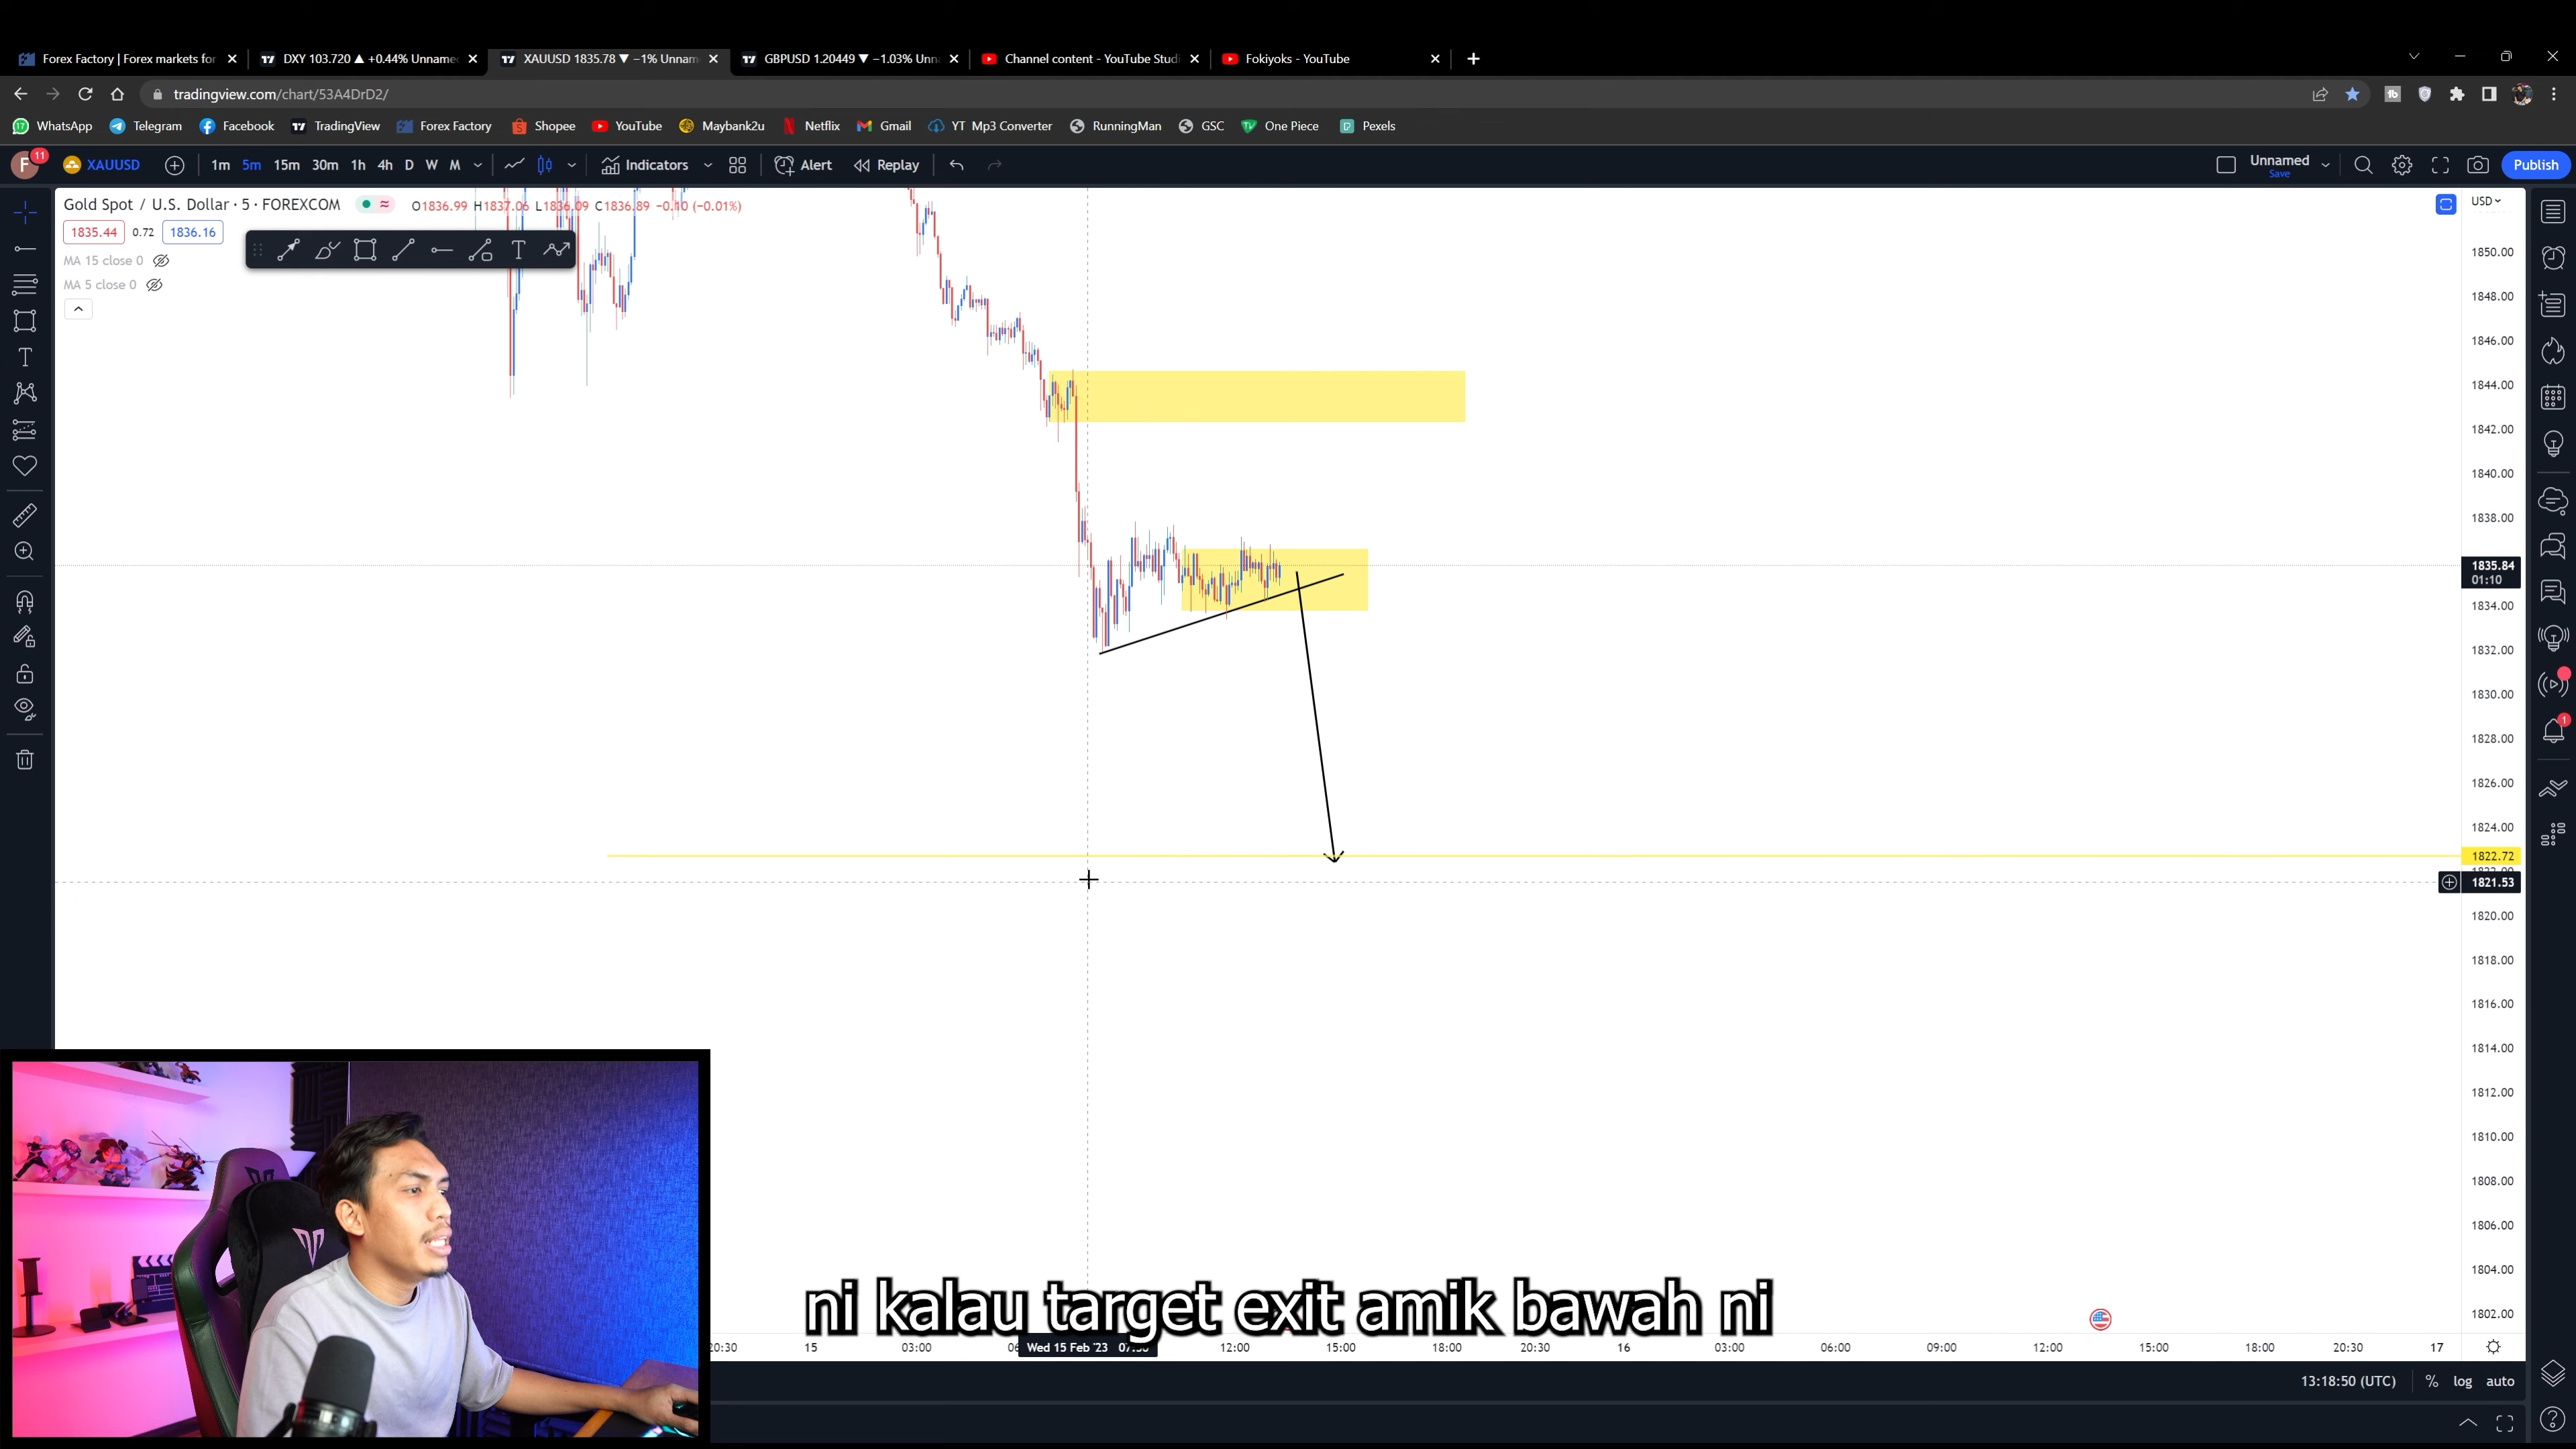 Forex Factory | Forex markets for
DXY 103.720 ▲ +0.44% Unname
XAUUSD 1835.78 ▼ −1% Unnam
GBPUSD 1.20449 ▼ −1.03% Unn
Channel content - YouTube Studi
Fokiyoks - YouTube
tradingview.com/chart/53A4DrD2/
WhatsApp Telegram Facebook TradingView Forex Factory Shopee YouTube Maybank2u Netflix Gmail YT Mp3 Converter RunningMan GSC One Piece Pexels
F 11 XAUUSD 1m 5m 15m 30m 1h 4h D W M Indicators Alert Replay Unnamed Save Publish
Gold Spot / U.S. Dollar · 5 · FOREXCOM O1836.99 H1837.06 L1836.09 C1836.89 −0.10 (−0.01%) USD
1835.44 0.72 1836.16
MA 15 close 0
MA 5 close 0
1850.00
1848.00
1846.00
1844.00
1842.00
1840.00
1838.00
1835.84
01:10
1834.00
1832.00
1830.00
1828.00
1826.00
1824.00
1822.72
1821.53
1820.00
1818.00
1816.00
1814.00
1812.00
1810.00
1808.00
1806.00
1804.00
1802.00
ni kalau target exit amik bawah ni
15 03:00 Wed 15 Feb '23 12:00 15:00 18:00 20:30 16 03:00 06:00 09:00 12:00 15:00 18:00 20:30 17
13:18:50 (UTC) % log auto